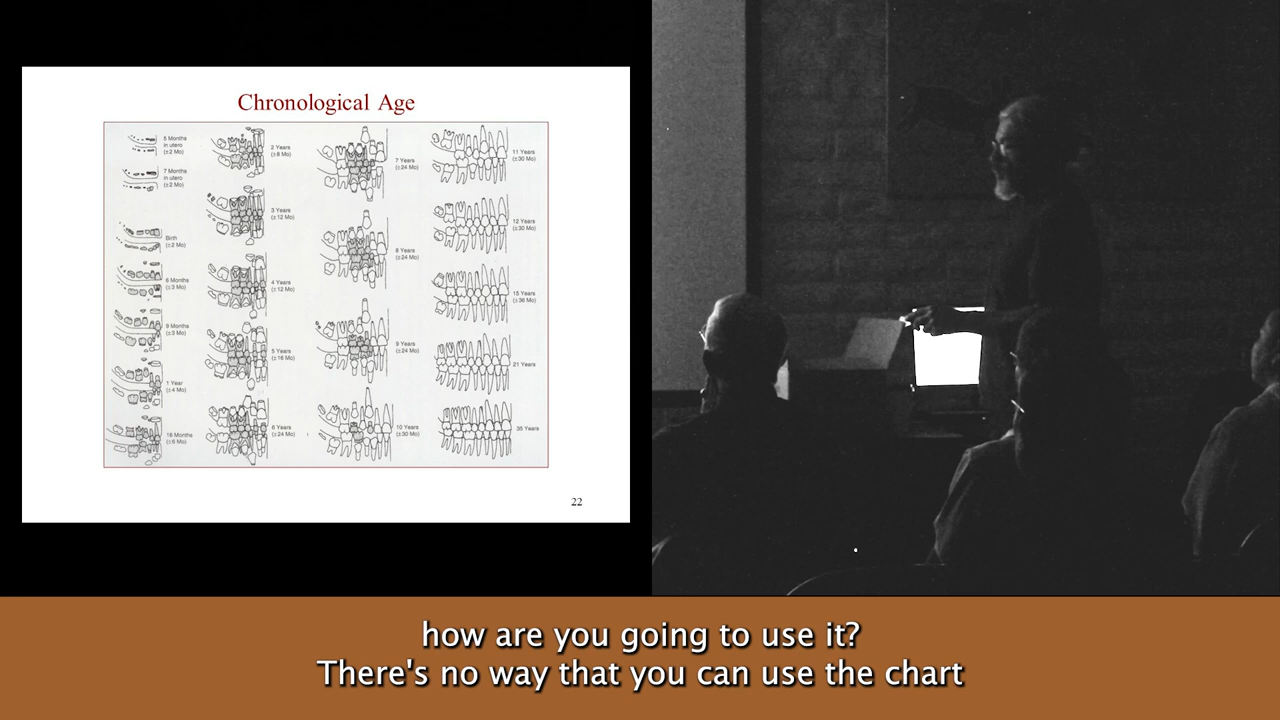 Chronological Age
5 Months
in utero
(±2 Mo)
7 Months
in utero
(±2 Mo)
Birth
(±2 Mo)
6 Months
(±3 Mo)
9 Months
(±3 Mo)
1 Year
(±4 Mo)
18 Months
(±6 Mo)
2 Years
(±8 Mo)
3 Years
(±12 Mo)
4 Years
(±12 Mo)
5 Years
(±16 Mo)
6 Years
(±24 Mo)
7 Years
(±24 Mo)
8 Years
(±24 Mo)
9 Years
(±24 Mo)
10 Years
(±30 Mo)
11 Years
(±30 Mo)
12 Years
(±30 Mo)
15 Years
(±36 Mo)
21 Years
35 Years
22
how are you going to use it?
There's no way that you can use the chart